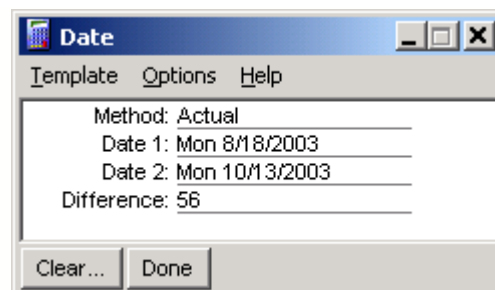 Date
Template Options Help
Method: Actual
Date 1: Mon 8/18/2003
Date 2: Mon 10/13/2003
Difference: 56
Clear... Done